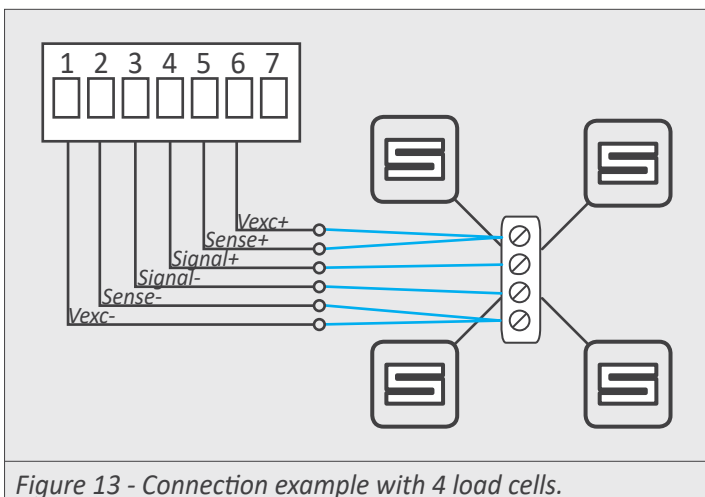 1 2 3 4 5 6 7
Vexc+
Sense+
Signal+
Signal-
Sense-
Vexc-
Figure 13 - Connection example with 4 load cells.